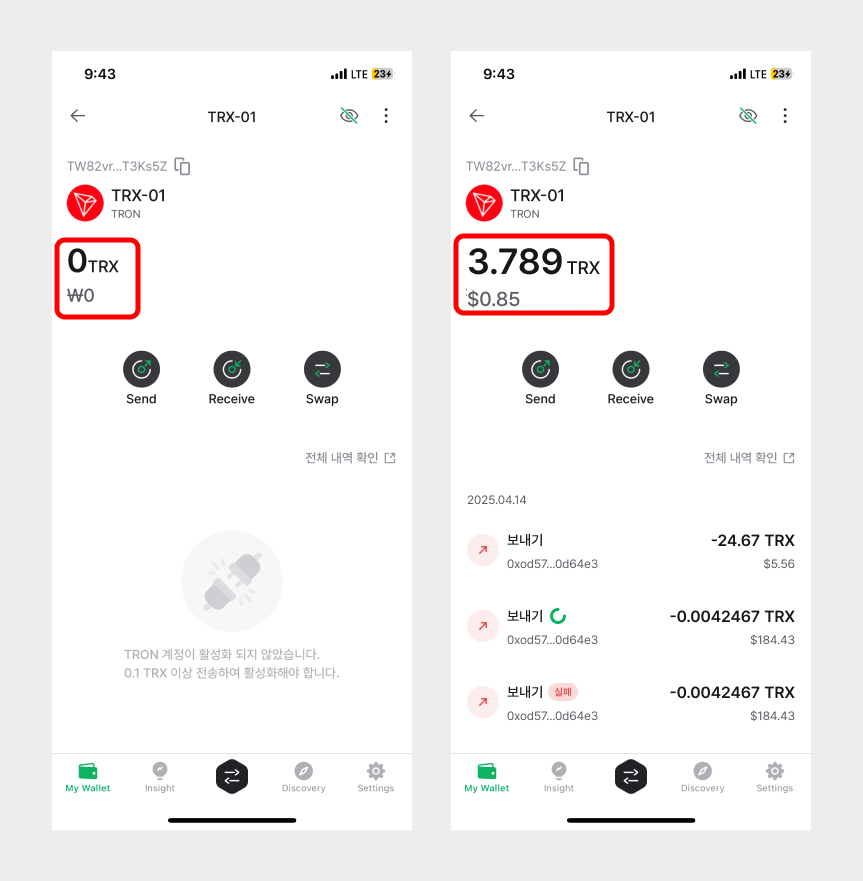 9:43
LTE 23
TRX-01
TW82vr...T3Ks5Z
TRX-01
TRON
0 TRX
₩0
Send Receive Swap
전체 내역 확인
TRON 계정이 활성화 되지 않았습니다.
0.1 TRX 이상 전송하여 활성화해야 합니다.
My Wallet Insight Discovery Settings
9:43
LTE 23
TRX-01
TW82vr...T3Ks5Z
TRX-01
TRON
3.789 TRX
$0.85
Send Receive Swap
전체 내역 확인
2025.04.14
보내기 -24.67 TRX
0xod57...0d64e3 $5.56
보내기 -0.0042467 TRX
0xod57...0d64e3 $184.43
보내기 실패 -0.0042467 TRX
0xod57...0d64e3 $184.43
My Wallet Insight Discovery Settings